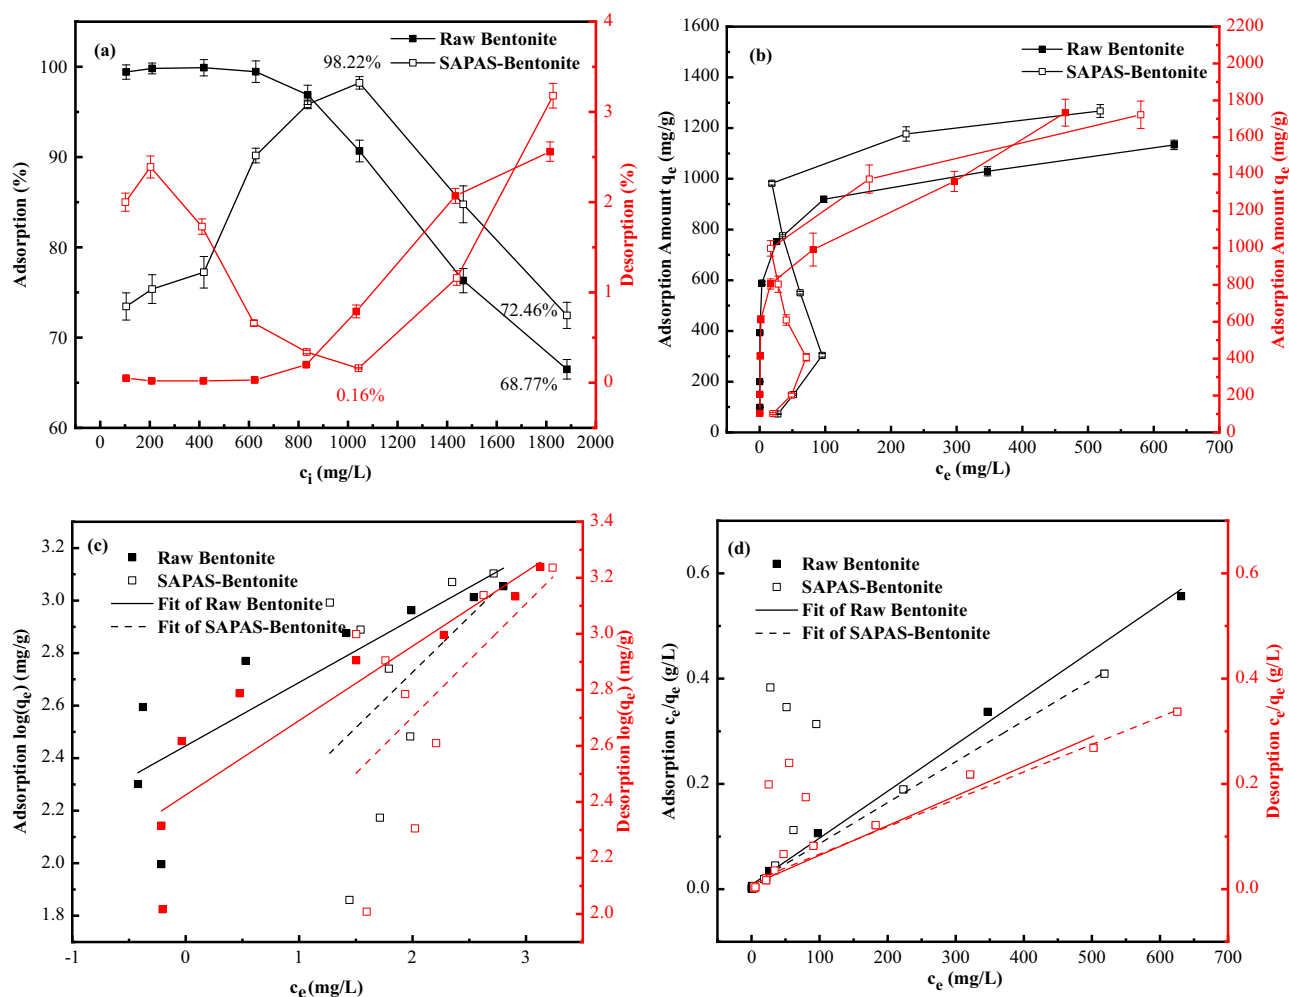 (a)
Raw Bentonite
SAPAS-Bentonite
98.22%
72.46%
68.77%
0.16%
Adsorption (%)
100
90
80
70
60
Desorption (%)
4
3
2
1
0
0 200 400 600 800 1000 1200 1400 1600 1800 2000
c_i (mg/L)
(b)
Raw Bentonite
SAPAS-Bentonite
Adsorption Amount q_e (mg/g)
1600
1400
1200
1000
800
600
400
200
0
Adsorption Amount q_e (mg/g)
2200
2000
1800
1600
1400
1200
1000
800
600
400
200
0
0 100 200 300 400 500 600 700
c_e (mg/L)
(c)
Raw Bentonite
SAPAS-Bentonite
Fit of Raw Bentonite
Fit of SAPAS-Bentonite
Adsorption log(q_e) (mg/g)
3.2
3.0
2.8
2.6
2.4
2.2
2.0
1.8
Desorption log(q_e) (mg/g)
3.4
3.2
3.0
2.8
2.6
2.4
2.2
2.0
-1 0 1 2 3
c_e (mg/L)
(d)
Raw Bentonite
SAPAS-Bentonite
Fit of Raw Bentonite
Fit of SAPAS-Bentonite
Adsorption c_e/q_e (g/L)
0.6
0.4
0.2
0.0
Desorption c_e/q_e (g/L)
0.6
0.4
0.2
0.0
0 100 200 300 400 500 600 700
c_e (mg/L)